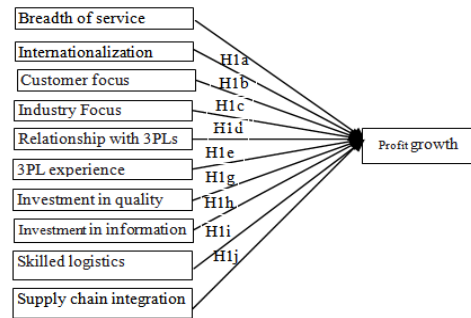 Breadth of service
Internationalization
H1a
Customer focus
H1b
Industry Focus
H1c
Relationship with 3PLs
H1d
Profit growth
3PL experience
H1e
Investment in quality
H1g
Investment in information
H1h
Skilled logistics
H1i
Supply chain integration
H1j